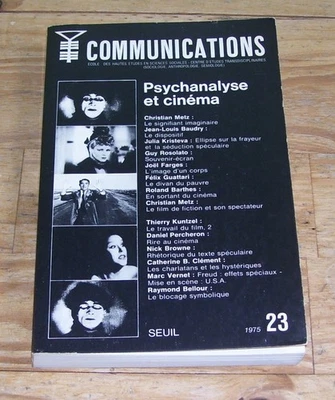 COMMUNICATIONS
ECOLE DES HAUTES ETUDES EN SCIENCES SOCIALES - CENTRE D'ETUDES TRANSDISCIPLINAIRES
(SOCIOLOGIE, ANTHROPOLOGIE, SEMIOLOGIE)
Psychanalyse
et cinéma
Christian Metz :
Le signifiant imaginaire
Jean-Louis Baudry :
Le dispositif
Julia Kristeva : Ellipse sur la frayeur
et la séduction spéculaire
Guy Rosolato :
Souvenir-écran
Joël Farges :
L'image d'un corps
Félix Guattari :
Le divan du pauvre
Roland Barthes :
En sortant du cinéma
Christian Metz :
Le film de fiction et son spectateur
Thierry Kuntzel :
Le travail du film, 2
Daniel Percheron :
Rire au cinéma
Nick Browne :
Rhétorique du texte spéculaire
Catherine B. Clément :
Les charlatans et les hystériques
Marc Vernet : Freud : effets spéciaux -
Mise en scène : U.S.A.
Raymond Bellour :
Le blocage symbolique
SEUIL
1975 23